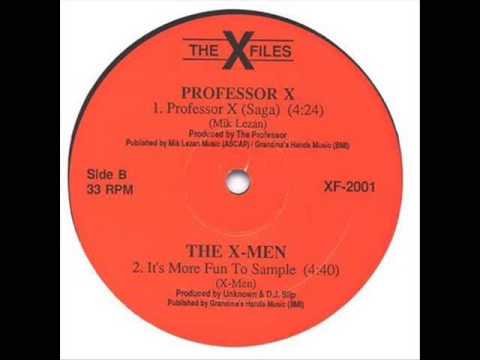 THE X FILES
PROFESSOR X
1. Professor X (Saga) (4:24)
(Mik Lezan)
Produced by The Professor
Published by Mik Lezan Music (ASCAP) / Grandma's Hands Music (BMI)
Side B
33 RPM
XF-2001
THE X-MEN
2. It's More Fun To Sample (4:40)
(X-Men)
Produced by Unknown & D.J. Slip
Published by Grandma's Hands Music (BMI)